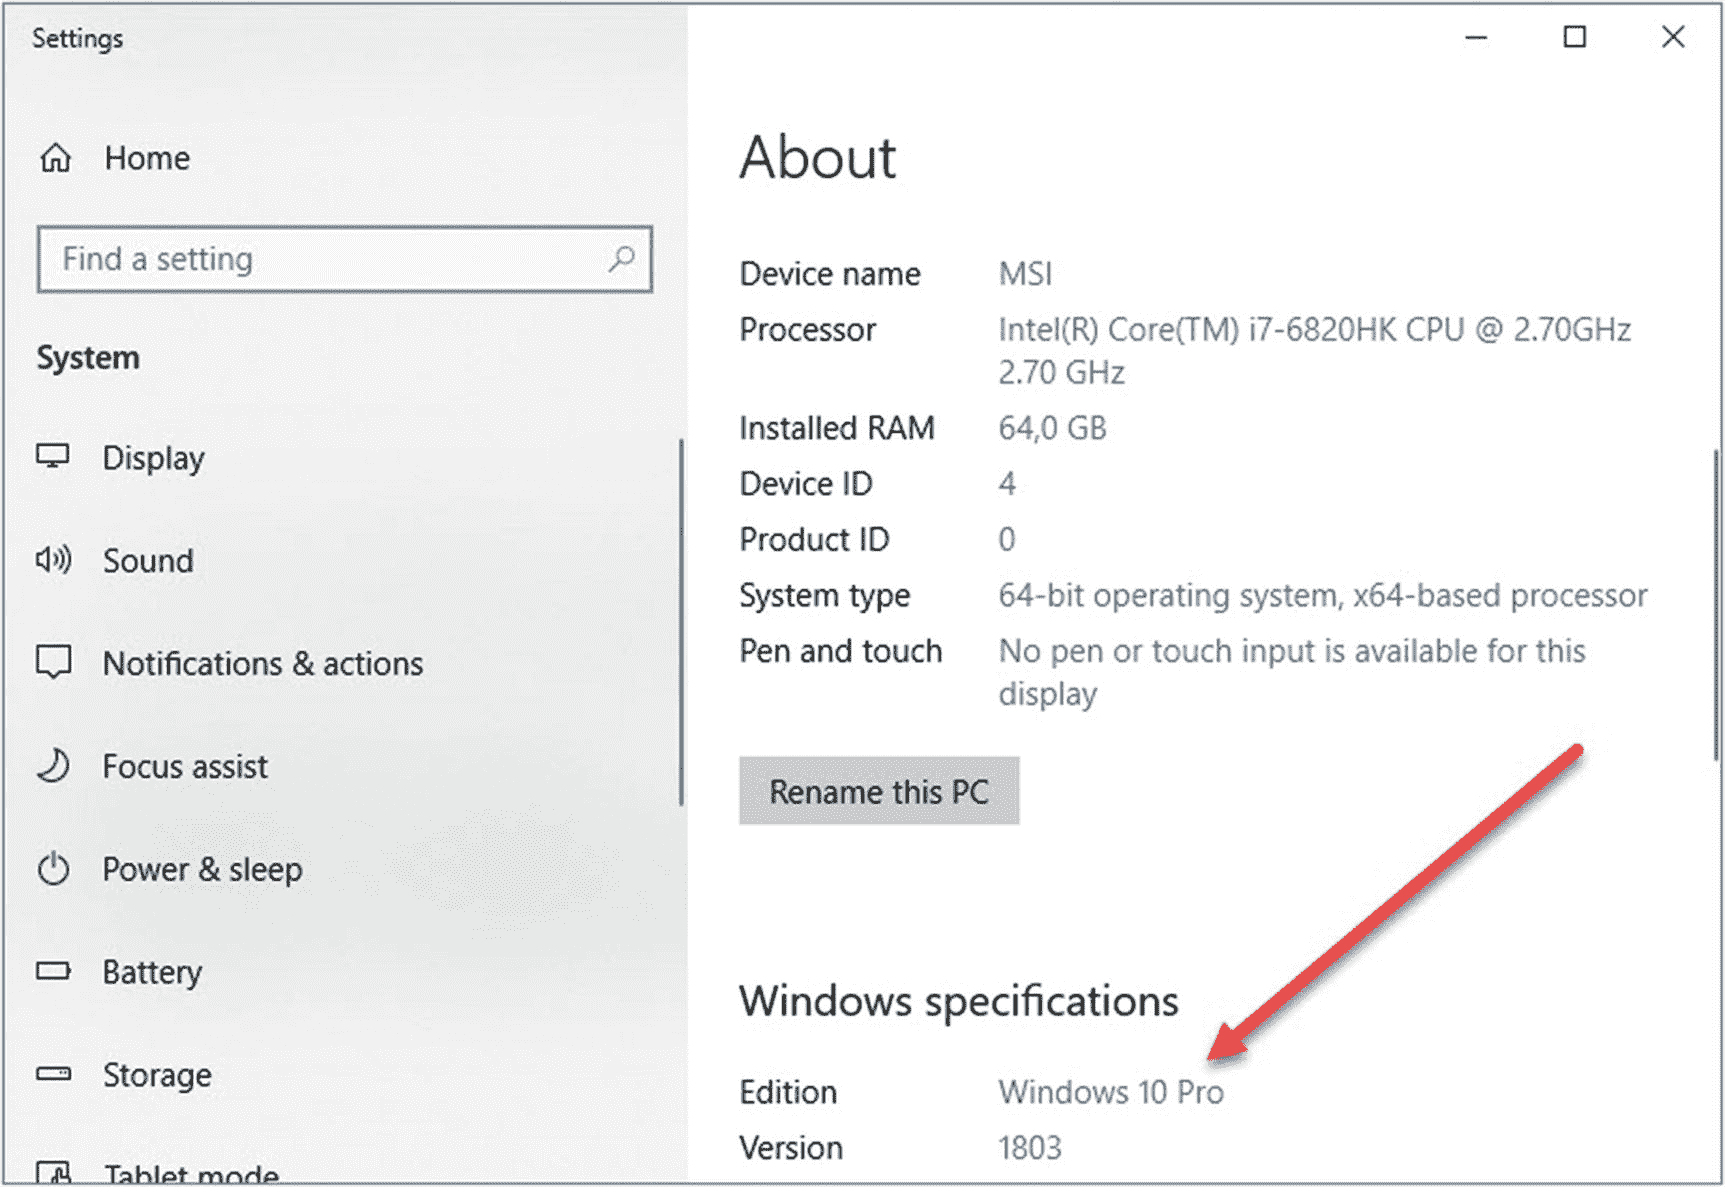 Settings
Home
Find a setting
System
Display
Sound
Notifications & actions
Focus assist
Power & sleep
Battery
Storage
Tablet mode
About
Device name MSI
Processor Intel(R) Core(TM) i7-6820HK CPU @ 2.70GHz
2.70 GHz
Installed RAM 64,0 GB
Device ID 4
Product ID 0
System type 64-bit operating system, x64-based processor
Pen and touch No pen or touch input is available for this
display
Rename this PC
Windows specifications
Edition Windows 10 Pro
Version 1803